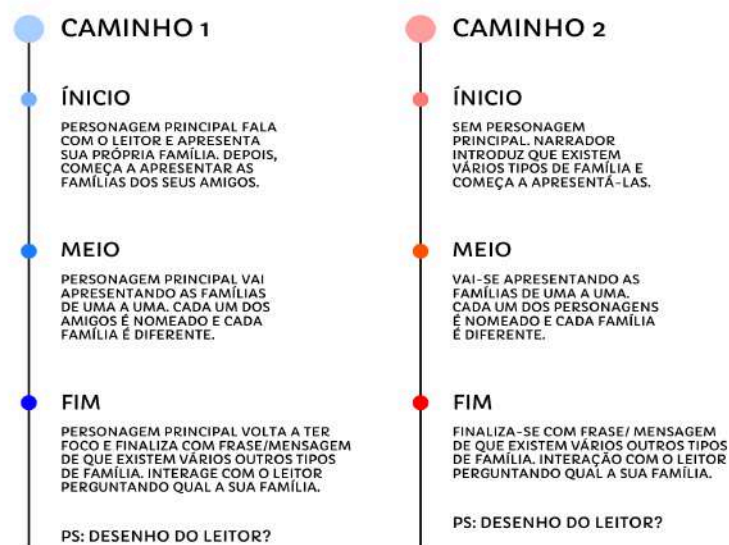 CAMINHO 1
ÍNICIO
PERSONAGEM PRINCIPAL FALA
COM O LEITOR E APRESENTA
SUA PRÓPRIA FAMÍLIA. DEPOIS,
COMEÇA A APRESENTAR AS
FAMÍLIAS DOS SEUS AMIGOS.
MEIO
PERSONAGEM PRINCIPAL VAI
APRESENTANDO AS FAMÍLIAS
DE UMA A UMA. CADA UM DOS
AMIGOS É NOMEADO E CADA
FAMÍLIA É DIFERENTE.
FIM
PERSONAGEM PRINCIPAL VOLTA A TER
FOCO E FINALIZA COM FRASE/MENSAGEM
DE QUE EXISTEM VÁRIOS OUTROS TIPOS
DE FAMÍLIA. INTERAGE COM O LEITOR
PERGUNTANDO QUAL A SUA FAMÍLIA.
PS: DESENHO DO LEITOR?
CAMINHO 2
ÍNICIO
SEM PERSONAGEM
PRINCIPAL. NARRADOR
INTRODUZ QUE EXISTEM
VÁRIOS TIPOS DE FAMÍLIA E
COMEÇA A APRESENTÁ-LAS.
MEIO
VAI-SE APRESENTANDO AS
FAMÍLIAS DE UMA A UMA.
CADA UM DOS PERSONAGENS
É NOMEADO E CADA FAMÍLIA
É DIFERENTE.
FIM
FINALIZA-SE COM FRASE/ MENSAGEM
DE QUE EXISTEM VÁRIOS OUTROS TIPOS
DE FAMÍLIA. INTERAÇÃO COM O LEITOR
PERGUNTANDO QUAL A SUA FAMÍLIA.
PS: DESENHO DO LEITOR?